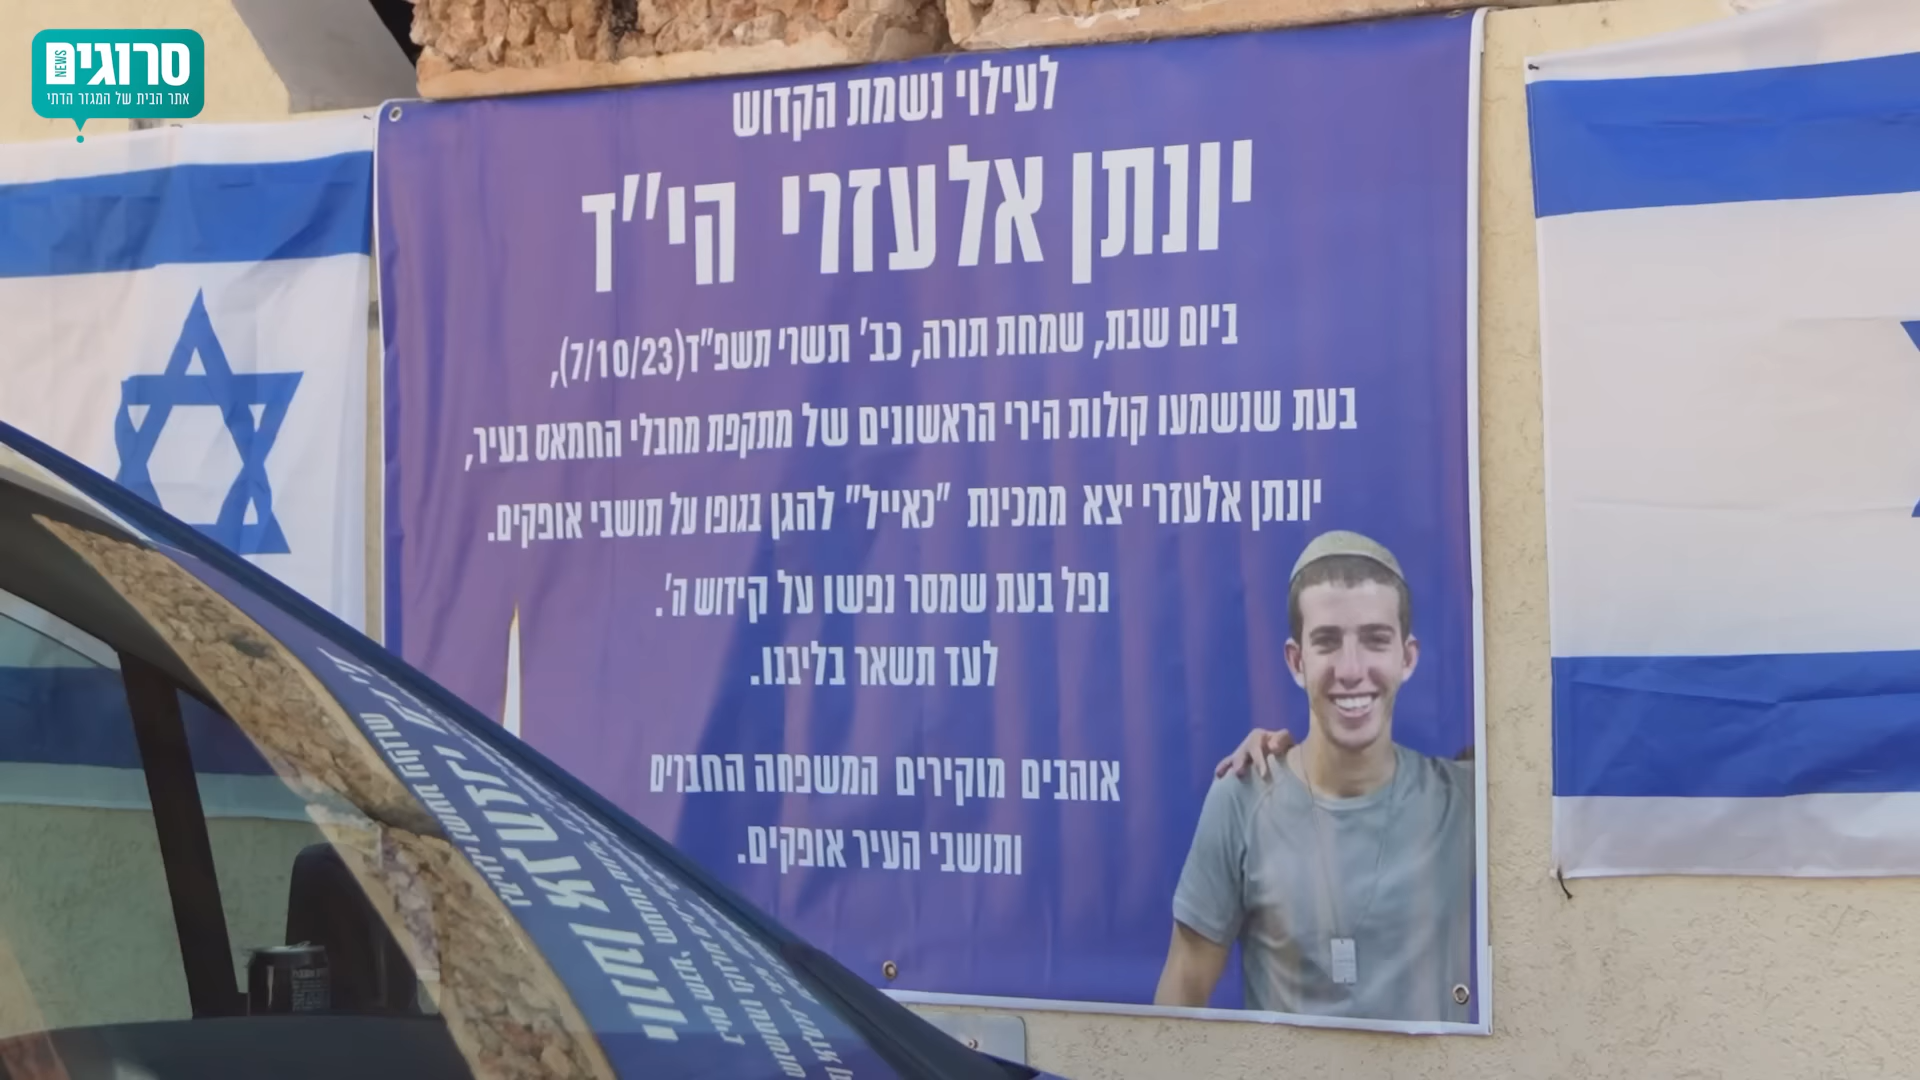 סרוגים
NEWS
אתר הבית של המגזר הדתי
לעילוי נשמת הקדוש
יונתן אלעזרי הי"ד
ביום שבת, שמחת תורה, כב' תשרי תשפ"ד(7/10/23),
בעת שנשמעו קולות הירי הראשונים של מתקפת מחבלי החמאס בעיר,
יונתן אלעזרי יצא ממכינת "כאייל" להגן בגופו על תושבי אופקים.
נפל בעת שמסר נפשו על קידוש ה'.
לעד תשאר בליבנו.
אוהבים מוקירים המשפחה החברים
ותושבי העיר אופקים.